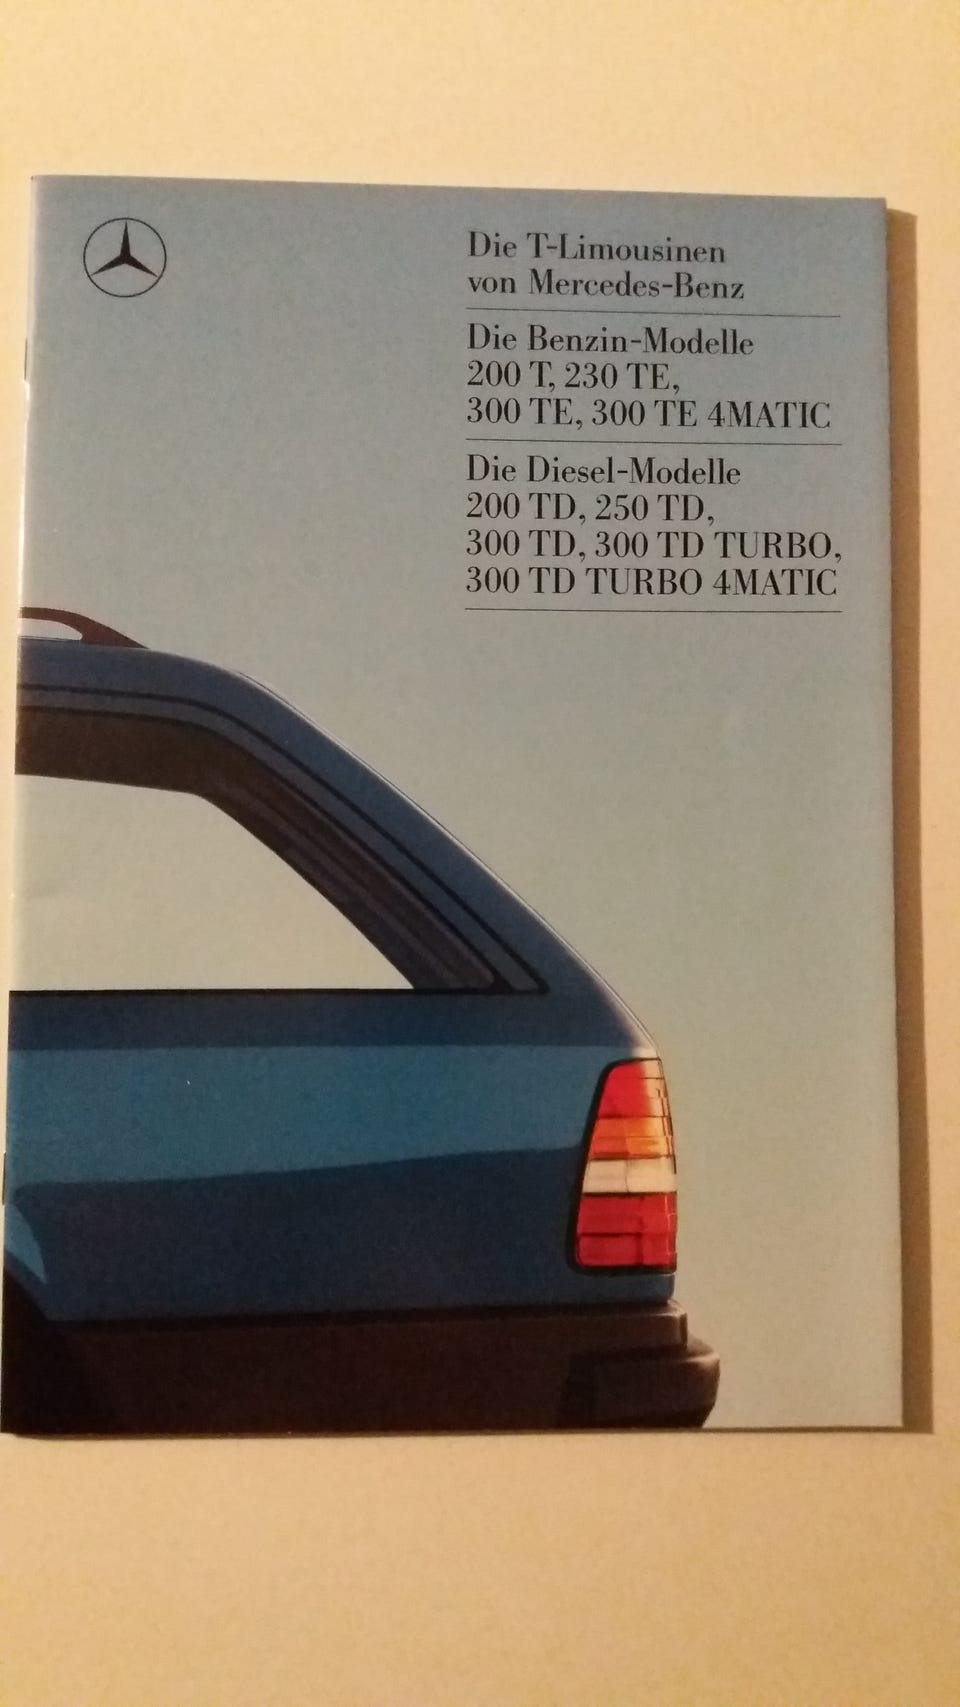 Die T-Limousinen
von Mercedes-Benz
Die Benzin-Modelle
200 T, 230 TE,
300 TE, 300 TE 4MATIC
Die Diesel-Modelle
200 TD, 250 TD,
300 TD, 300 TD TURBO,
300 TD TURBO 4MATIC